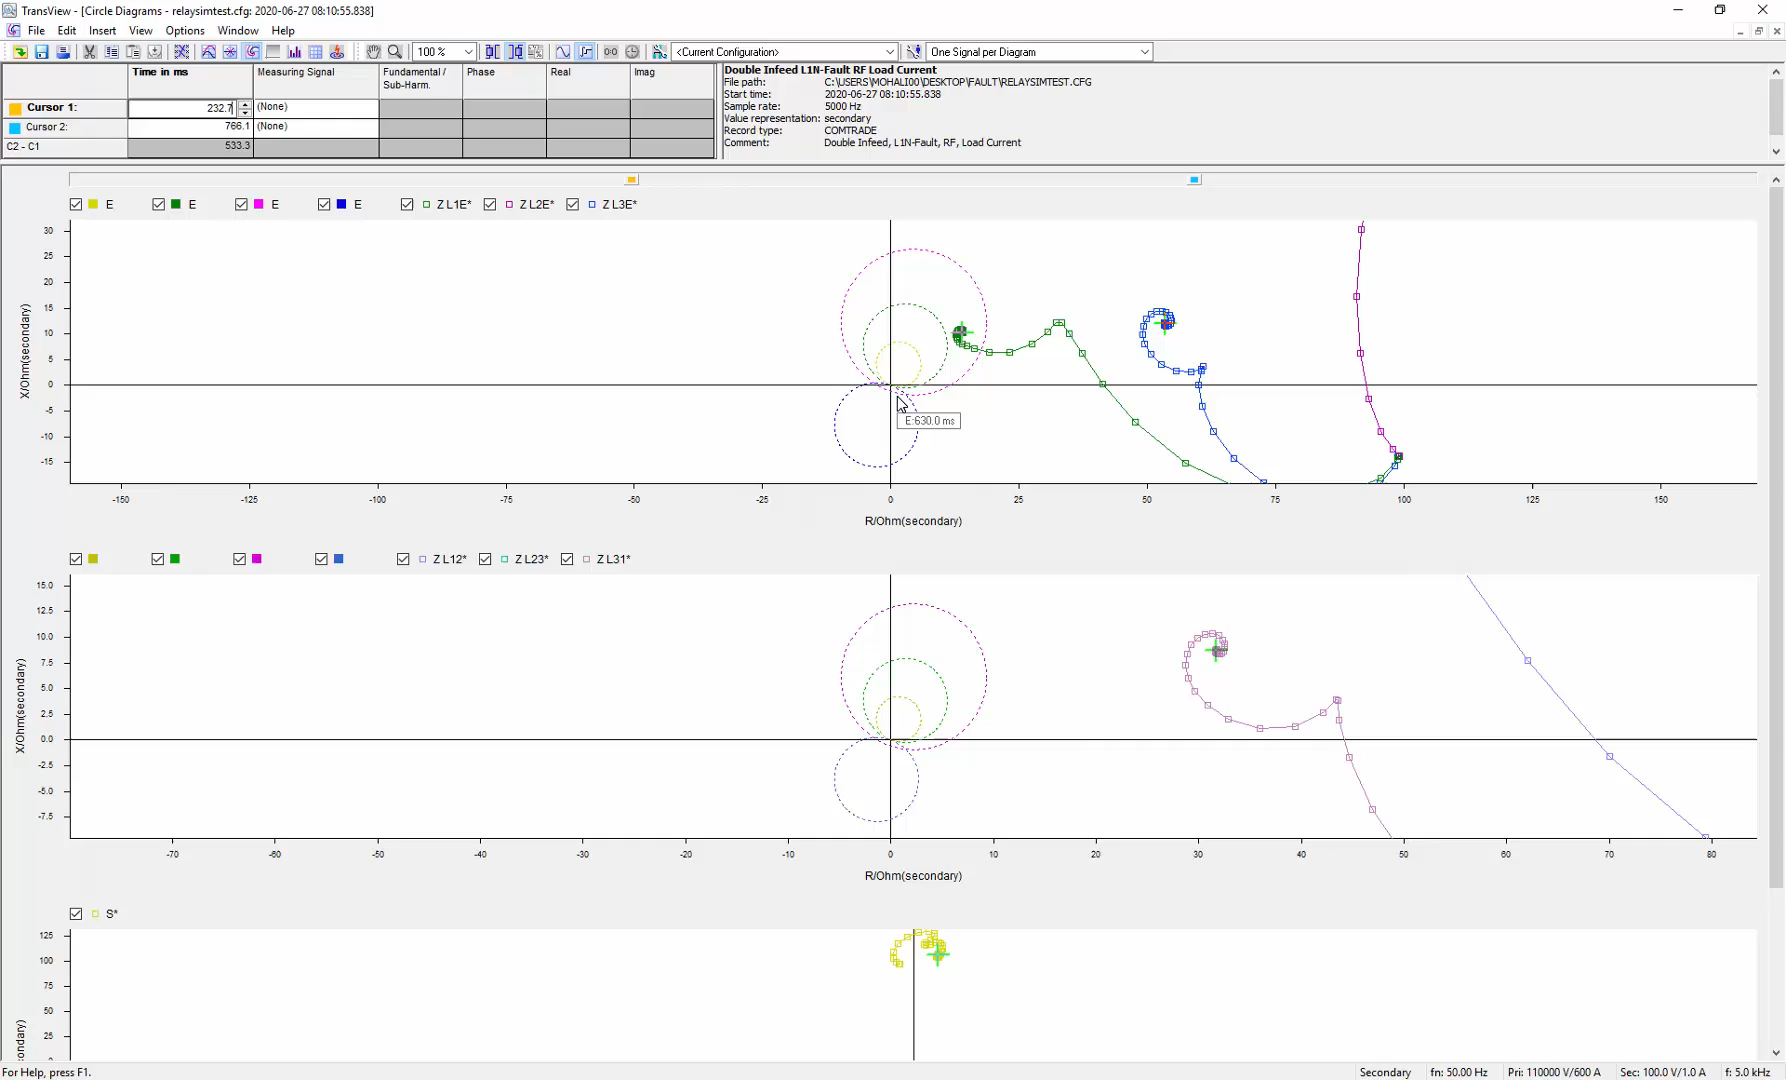 TransView - [Circle Diagrams - relaysimtest.cfg: 2020-06-27 08:10:55.838]
File Edit Insert View Options Window Help
100 % <Current Configuration> One Signal per Diagram
Time in ms Measuring Signal Fundamental / Sub-Harm. Phase Real Imag
Cursor 1: 232.7 (None)
Cursor 2: 766.1 (None)
C2 - C1 533.3
Double Infeed L1N-Fault RF Load Current
File path: C:\USERS\MOHALI00\DESKTOP\FAULT\RELAYSIMTEST.CFG
Start time: 2020-06-27 08:10:55.838
Sample rate: 5000 Hz
Value representation: secondary
Record type: COMTRADE
Comment: Double Infeed, L1N-Fault, RF, Load Current
E E E E Z L1E* Z L2E* Z L3E*
X/Ohm(secondary)
30
25
20
15
10
5
0
-5
-10
-15
E:630.0 ms
-150 -125 -100 -75 -50 -25 0 25 50 75 100 125 150
R/Ohm(secondary)
Z L12* Z L23* Z L31*
X/Ohm(secondary)
15.0
12.5
10.0
7.5
5.0
2.5
0.0
-2.5
-5.0
-7.5
-70 -60 -50 -40 -30 -20 -10 0 10 20 30 40 50 60 70 80
R/Ohm(secondary)
S*
125
100
75
50
25
For Help, press F1. Secondary fn: 50.00 Hz Pri: 110000 V/600 A Sec: 100.0 V/1.0 A f: 5.0 kHz